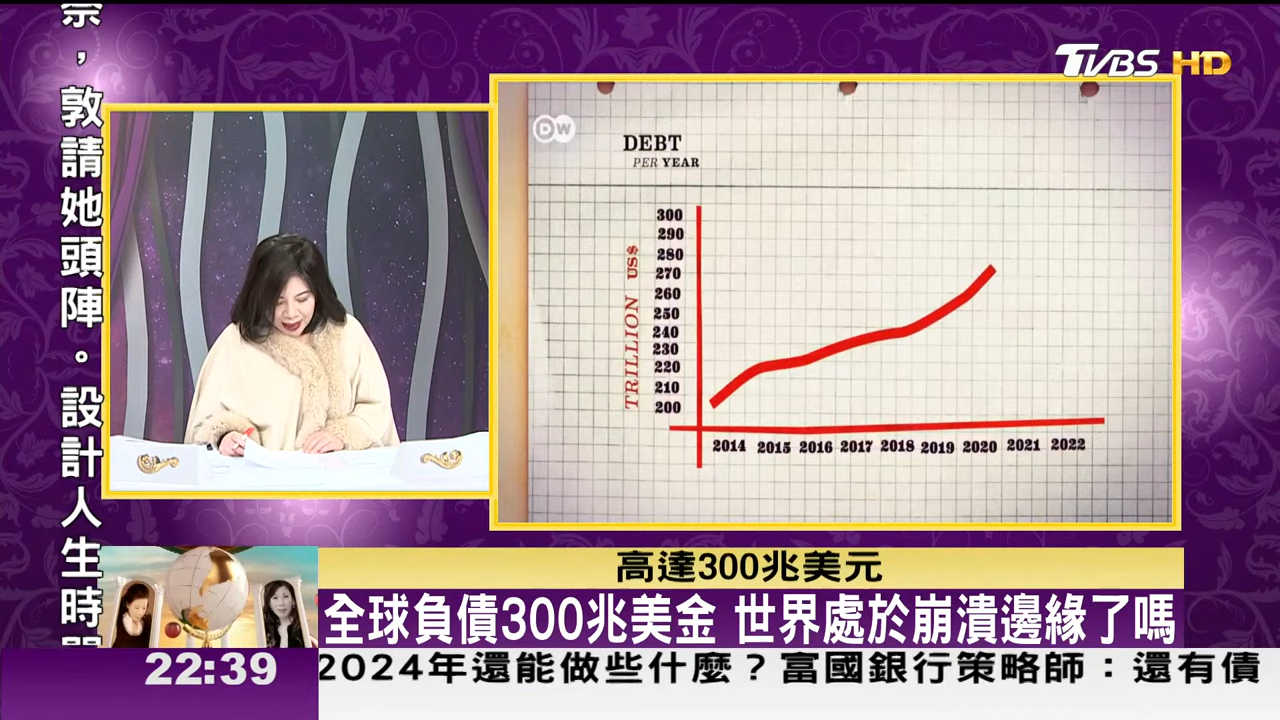 TVBS HD
奈，敦請她頭陣。設計人生時間
DW
DEBT
PER YEAR
TRILLION US$
300
290
280
270
260
250
240
230
220
210
200
2014 2015 2016 2017 2018 2019 2020 2021 2022
高達300兆美元
全球負債300兆美金 世界處於崩潰邊緣了嗎
22:39
2024年還能做些什麼？富國銀行策略師：還有債